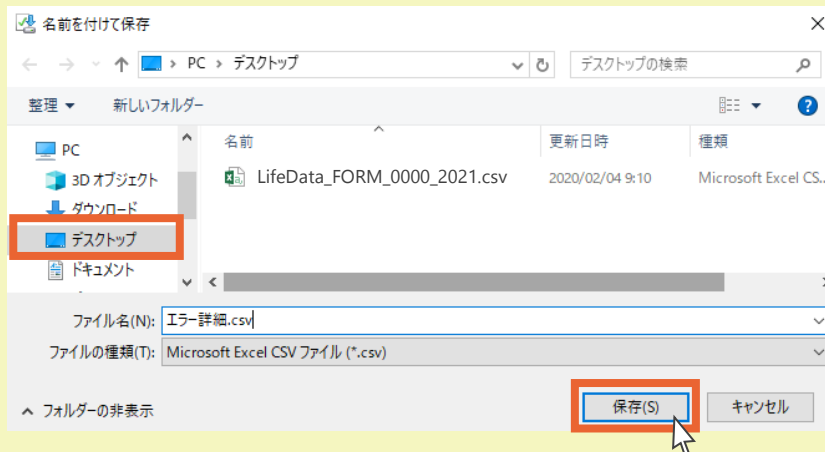 名前を付けて保存
PC › デスクトップ
デスクトップの検索
整理 ▼ 新しいフォルダー
PC
3D オブジェクト
ダウンロード
デスクトップ
ドキュメント
名前 更新日時 種類
LifeData_FORM_0000_2021.csv 2020/02/04 9:10 Microsoft Excel CS..
ファイル名(N): エラー詳細.csv
ファイルの種類(T): Microsoft Excel CSV ファイル (*.csv)
フォルダーの非表示
保存(S) キャンセル